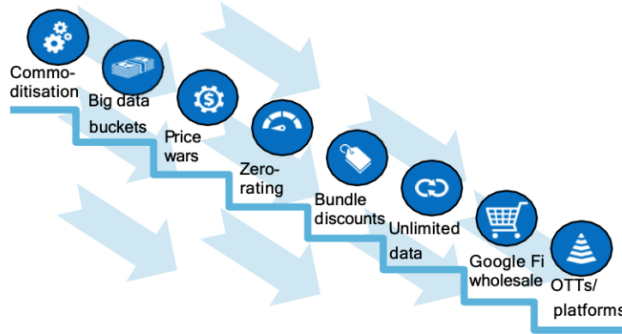 Commo-
ditisation
Big data
buckets
Price
wars
$
Zero-
rating
Bundle
discounts
Unlimited
data
Google Fi
wholesale
OTTs/
platforms